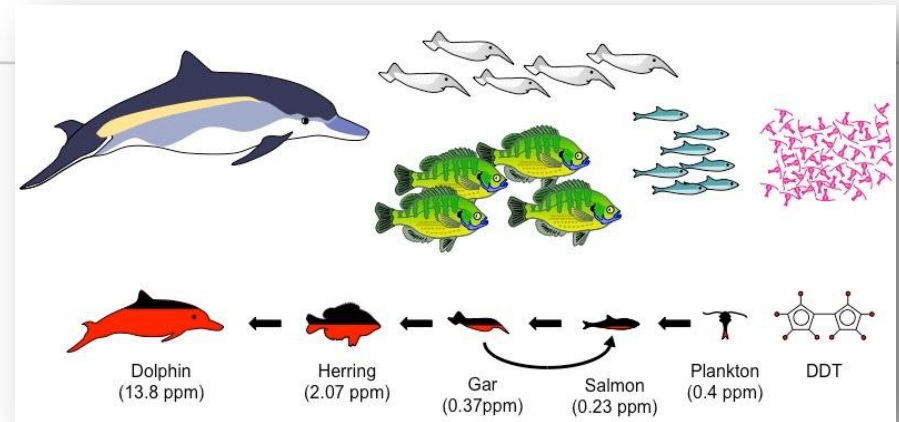 Dolphin
(13.8 ppm)
Herring
(2.07 ppm)
Gar
(0.37ppm)
Salmon
(0.23 ppm)
Plankton
(0.4 ppm)
DDT